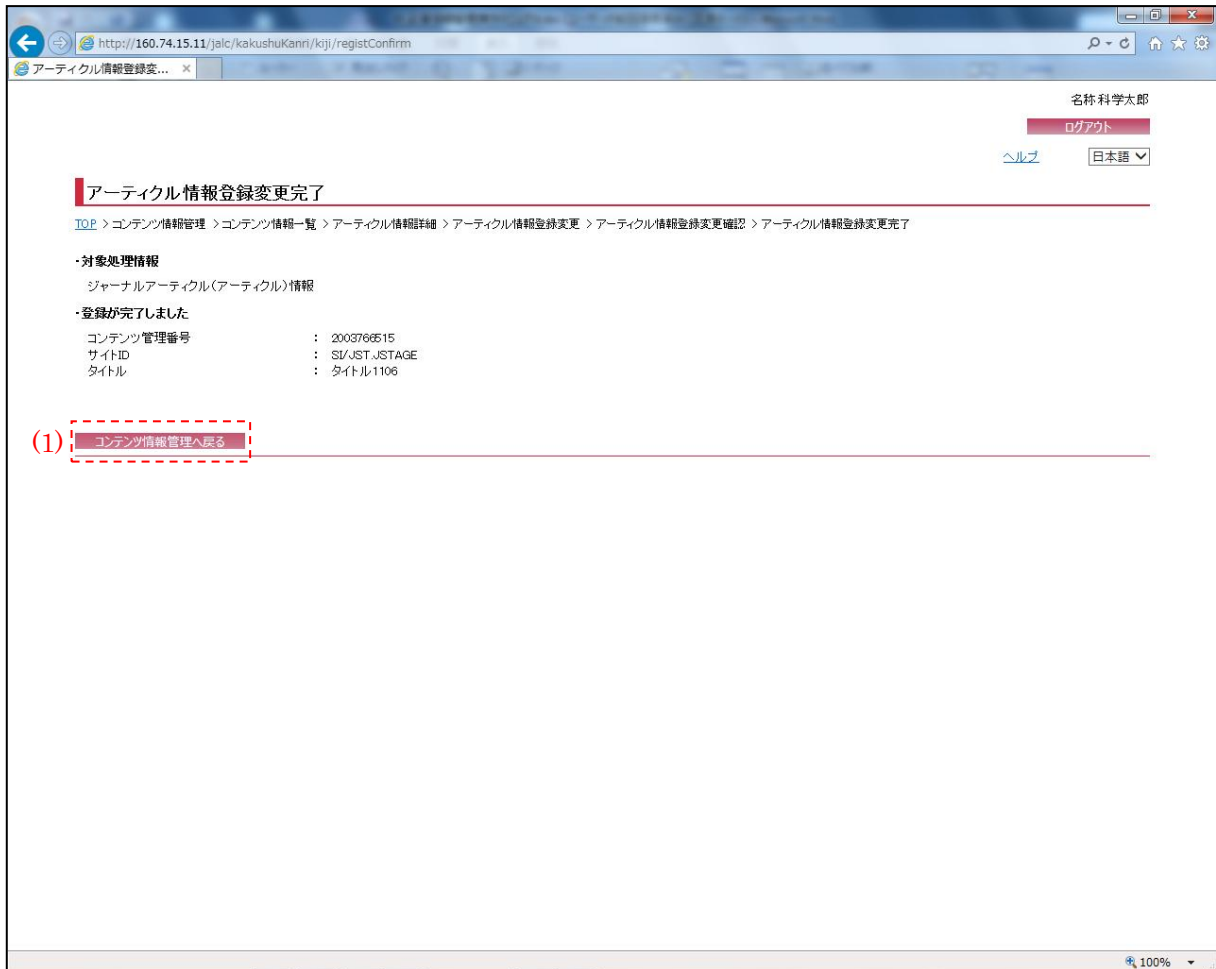 http://160.74.15.11/jalc/kakushuKanri/kiji/registConfirm
アーティクル情報登録変... ×
名称 科学太郎
ログアウト
ヘルプ 日本語
アーティクル情報登録変更完了
TOP > コンテンツ情報管理 > コンテンツ情報一覧 > アーティクル情報詳細 > アーティクル情報登録変更 > アーティクル情報登録変更確認 > アーティクル情報登録変更完了
・対象処理情報
ジャーナルアーティクル(アーティクル)情報
・登録が完了しました
コンテンツ管理番号 : 2003766515
サイトID : SI/JST.JSTAGE
タイトル : タイトル1106
(1) コンテンツ情報管理へ戻る
100%